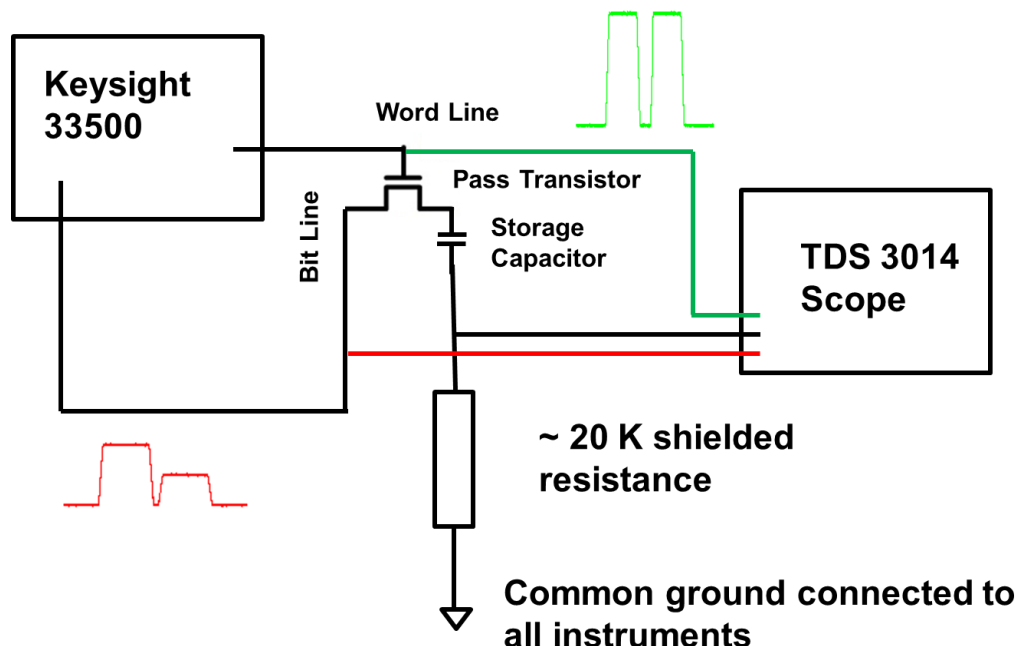 Keysight
33500
Word Line
Pass Transistor
Bit Line
Storage
Capacitor
TDS 3014
Scope
~ 20 K shielded
resistance
Common ground connected to
all instruments